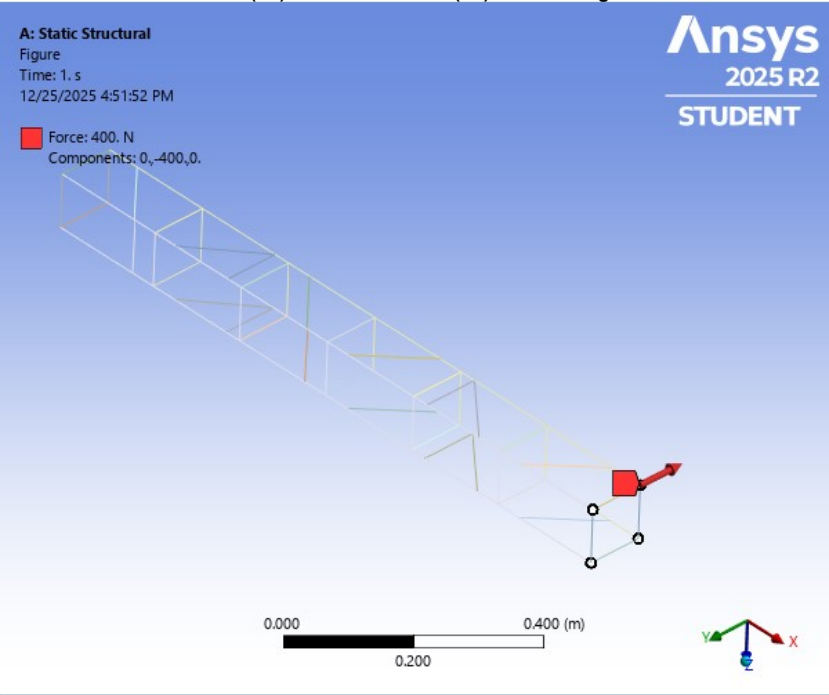 A: Static Structural
Figure
Time: 1. s
12/25/2025 4:51:52 PM
Force: 400. N
Components: 0.,-400.,0.
Ansys
2025 R2
STUDENT
0.000
0.400 (m)
0.200
Y
X
Z